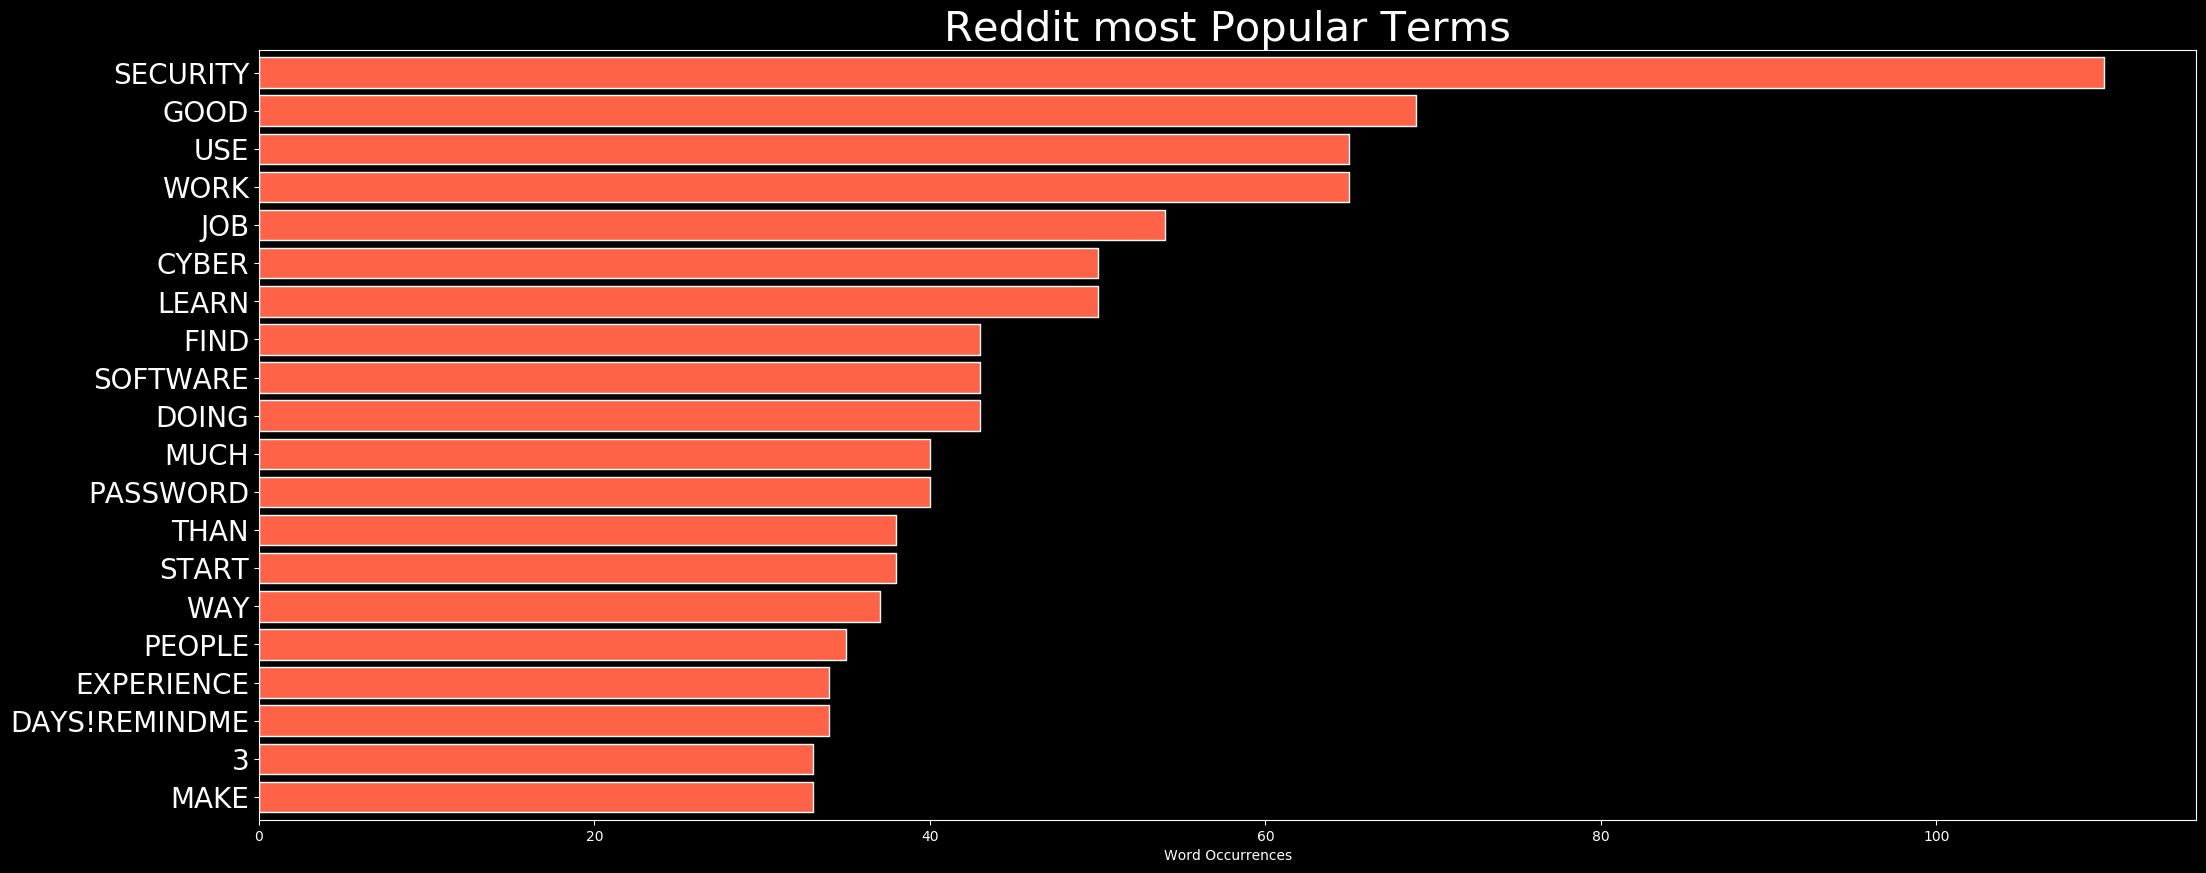 Reddit most Popular Terms
SECURITY
GOOD
USE
WORK
JOB
CYBER
LEARN
FIND
SOFTWARE
DOING
MUCH
PASSWORD
THAN
START
WAY
PEOPLE
EXPERIENCE
DAYS!REMINDME
3
MAKE
0 20 40 60 80 100
Word Occurrences